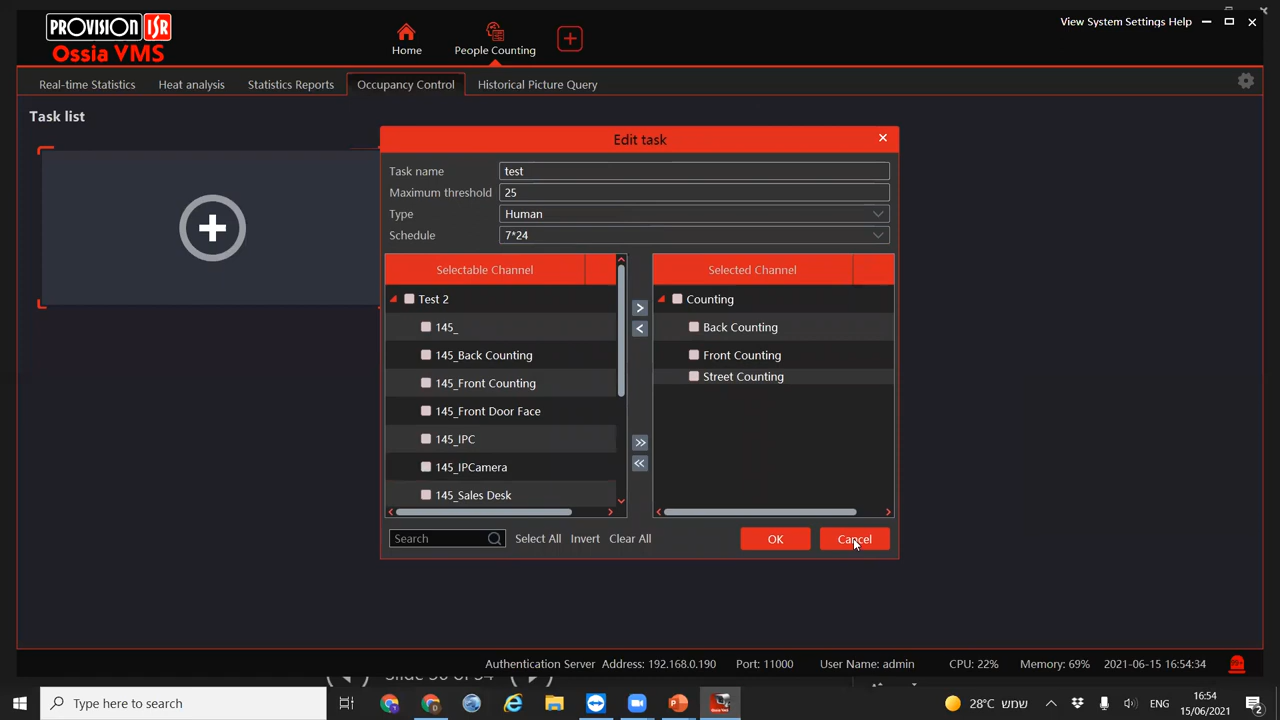 PROVISION ISR
Ossia VMS
Home
People Counting
View System Settings Help
Real-time Statistics
Heat analysis
Statistics Reports
Occupancy Control
Historical Picture Query
Task list
Edit task
Task name
test
Maximum threshold
25
Type
Human
Schedule
7*24
Selectable Channel
Test 2
145_
145_Back Counting
145_Front Counting
145_Front Door Face
145_IPC
145_IPCamera
145_Sales Desk
Selected Channel
Counting
Back Counting
Front Counting
Street Counting
Search
Select All
Invert
Clear All
OK
Cancel
Authentication Server
Address: 192.168.0.190
Port: 11000
User Name: admin
CPU: 22%
Memory: 69%
2021-06-15 16:54:34
99+
Type here to search
28°C שמש
ENG
16:54
15/06/2021
2